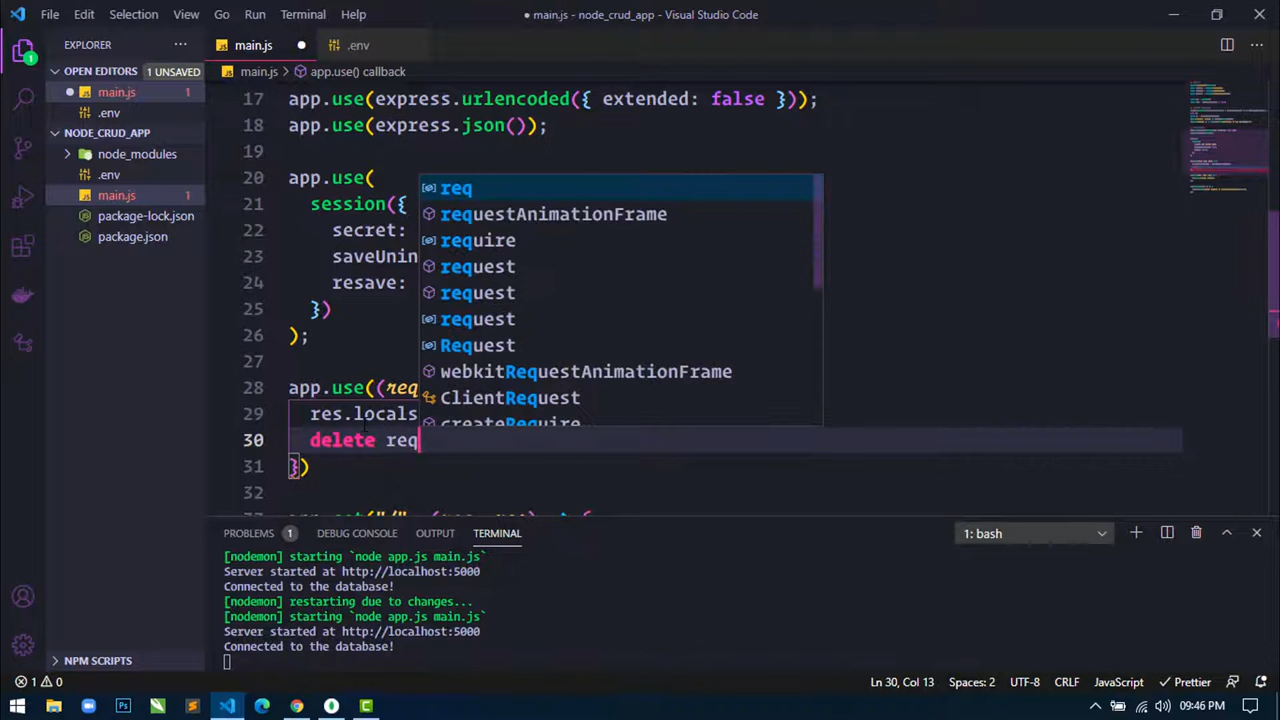 File Edit Selection View Go Run Terminal Help
● main.js - node_crud_app - Visual Studio Code
EXPLORER ...
main.js ●
.env
OPEN EDITORS 1 UNSAVED
main.js > app.use() callback
● main.js 1
.env
NODE_CRUD_APP
node_modules
.env
main.js 1
package-lock.json
package.json
17 app.use(express.urlencoded({ extended: false }));
18 app.use(express.json());
19
20 app.use(
21 session({
22 secret:
23 saveUnin
24 resave:
25 })
26 );
27
28 app.use((req
29 res.locals
30 delete req
31 })
32
req
requestAnimationFrame
require
request
request
request
Request
webkitRequestAnimationFrame
ClientRequest
createRequire
PROBLEMS 1 DEBUG CONSOLE OUTPUT TERMINAL
1: bash
[nodemon] starting `node app.js main.js`
Server started at http://localhost:5000
Connected to the database!
[nodemon] restarting due to changes...
[nodemon] starting `node app.js main.js`
Server started at http://localhost:5000
Connected to the database!
NPM SCRIPTS
1 0
Ln 30, Col 13 Spaces: 2 UTF-8 CRLF JavaScript Prettier
09:46 PM